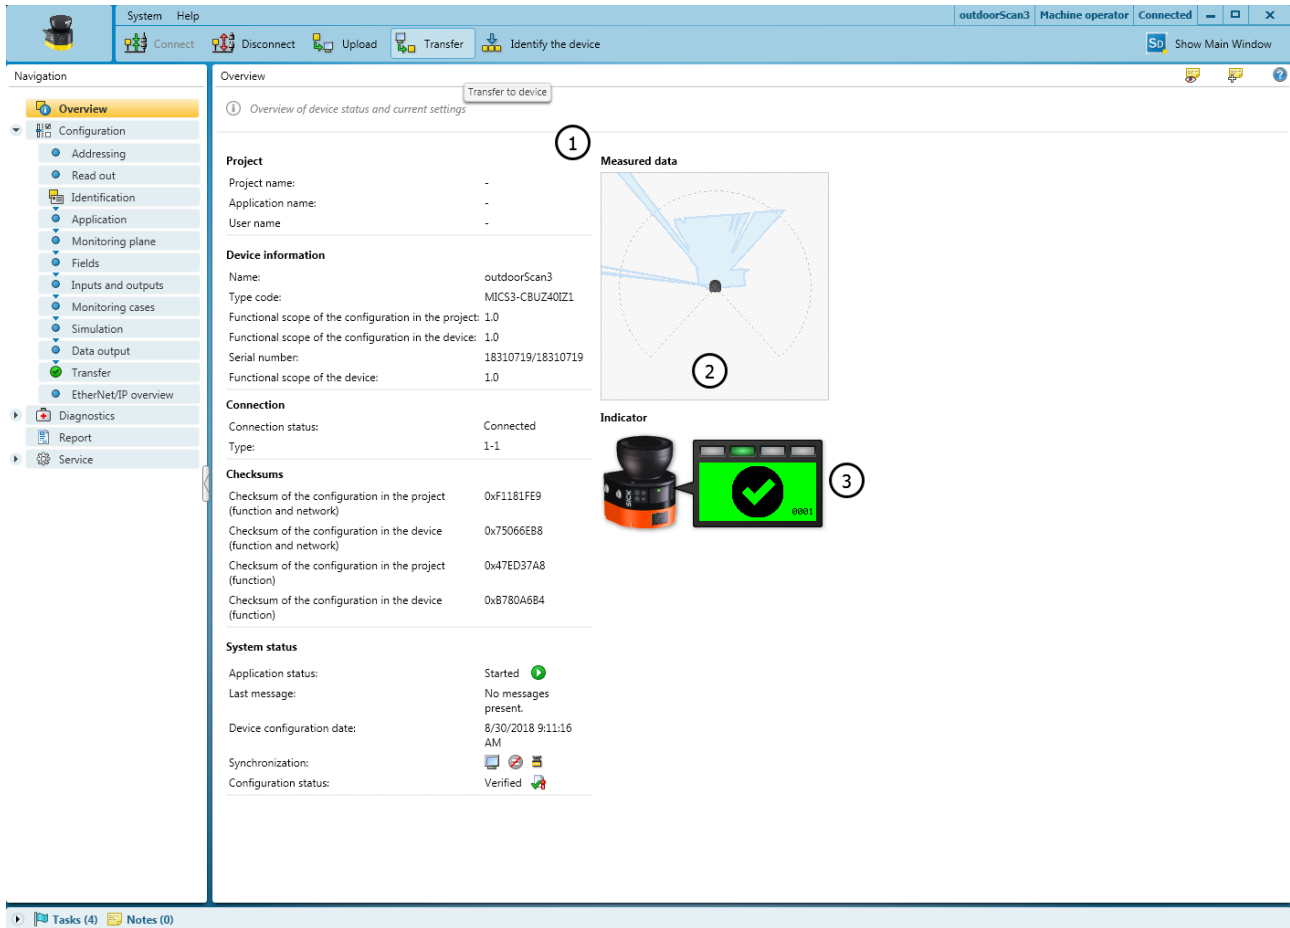 System Help
outdoorScan3 Machine operator Connected
Connect Disconnect Upload Transfer Identify the device
SD Show Main Window
Navigation
Overview
Transfer to device
Overview of device status and current settings
Overview
Configuration
Addressing
Read out
Identification
Application
Monitoring plane
Fields
Inputs and outputs
Monitoring cases
Simulation
Data output
Transfer
EtherNet/IP overview
Diagnostics
Report
Service
1
Project
Project name: -
Application name: -
User name -
Device information
Name: outdoorScan3
Type code: MICS3-CBUZ40IZ1
Functional scope of the configuration in the project: 1.0
Functional scope of the configuration in the device: 1.0
Serial number: 18310719/18310719
Functional scope of the device: 1.0
Connection
Connection status: Connected
Type: 1-1
Checksums
Checksum of the configuration in the project 0xF1181FE9
(function and network)
Checksum of the configuration in the device 0x75066EB8
(function and network)
Checksum of the configuration in the project 0x47ED37A8
(function)
Checksum of the configuration in the device 0xB780A6B4
(function)
System status
Application status: Started
Last message: No messages
present.
Device configuration date: 8/30/2018 9:11:16
AM
Synchronization:
Configuration status: Verified
Measured data
2
Indicator
SICK
0001
3
Tasks (4) Notes (0)